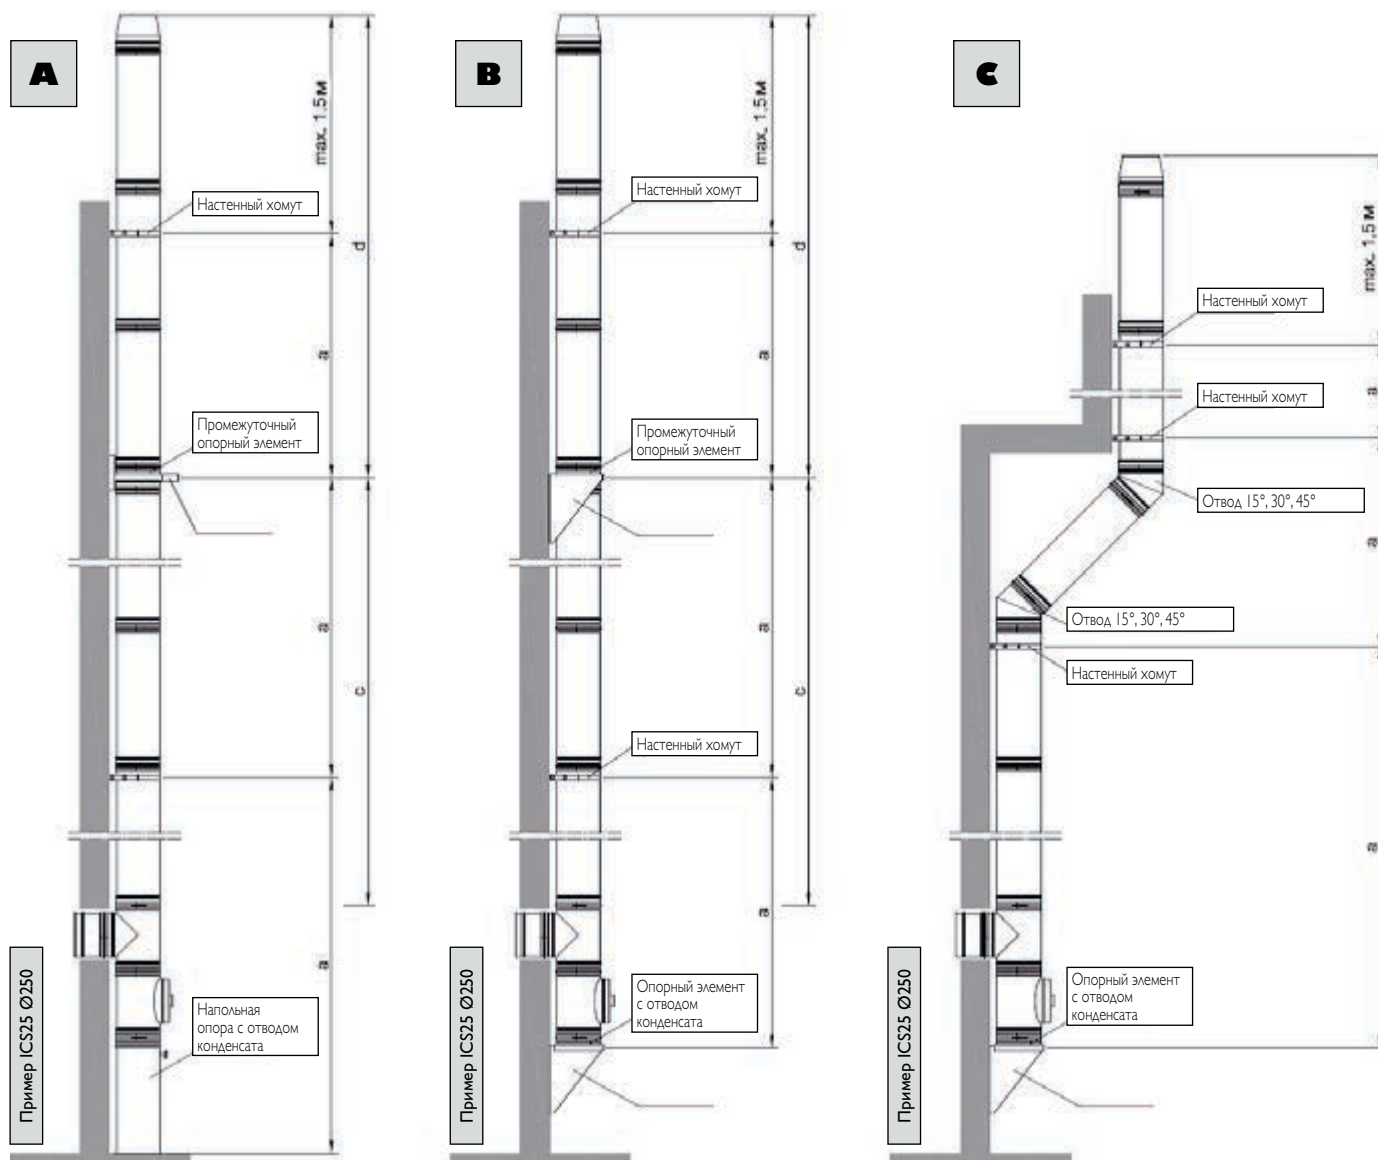 A
max. 1.5м
Настенный хомут
d
a
Промежуточный
опорный элемент
a
c
a
Напольная
опора с отводом
конденсата
Пример ICS25 Ø250
B
max. 1.5м
Настенный хомут
d
a
Промежуточный
опорный элемент
a
c
Настенный хомут
a
Опорный элемент
с отводом
конденсата
Пример ICS25 Ø250
C
max. 1.5м
Настенный хомут
a
Настенный хомут
Отвод 15°, 30°, 45°
a
Отвод 15°, 30°, 45°
Настенный хомут
a
Опорный элемент
с отводом
конденсата
Пример ICS25 Ø250